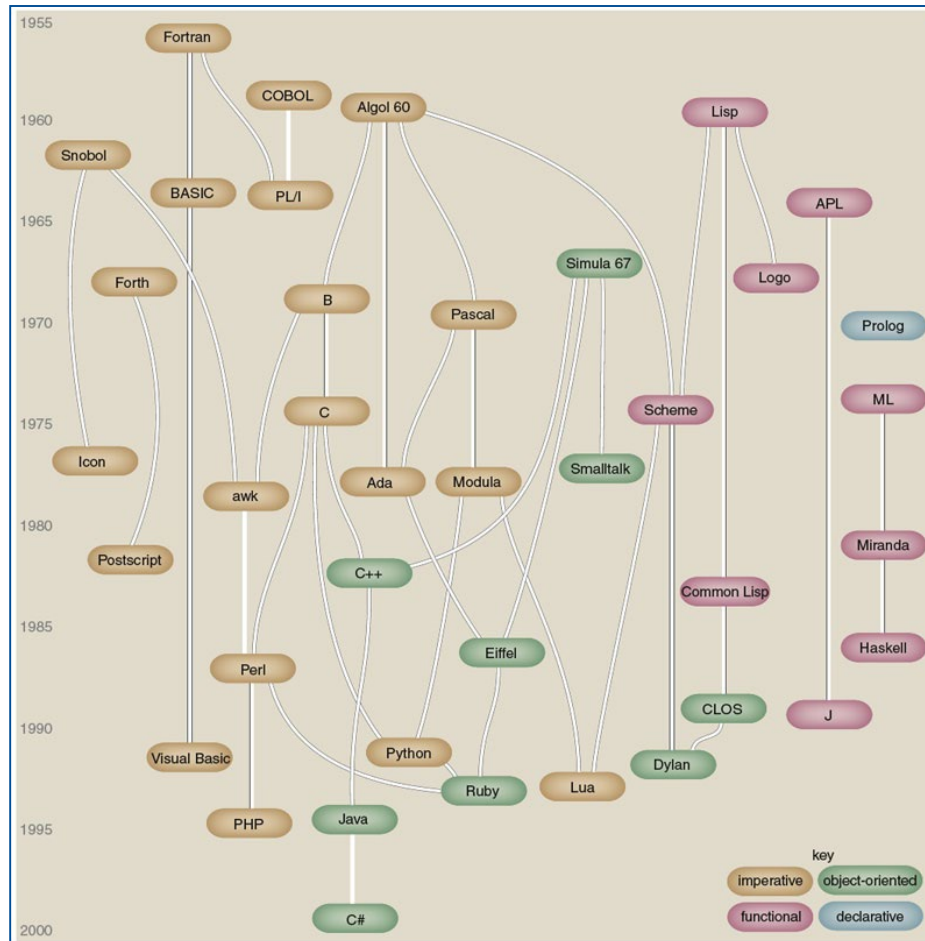 1955
Fortran
COBOL
Algol 60
Lisp
1960
Snobol
BASIC
PL/I
APL
1965
Simula 67
Forth
Logo
B
Pascal
1970
Prolog
ML
C
Scheme
1975
Icon
Smalltalk
Ada
Modula
awk
1980
Postscript
Miranda
C++
Common Lisp
1985
Eiffel
Haskell
Perl
CLOS
J
1990
Visual Basic
Python
Dylan
Ruby
Lua
PHP
Java
1995
key
imperative
object-oriented
functional
declarative
C#
2000